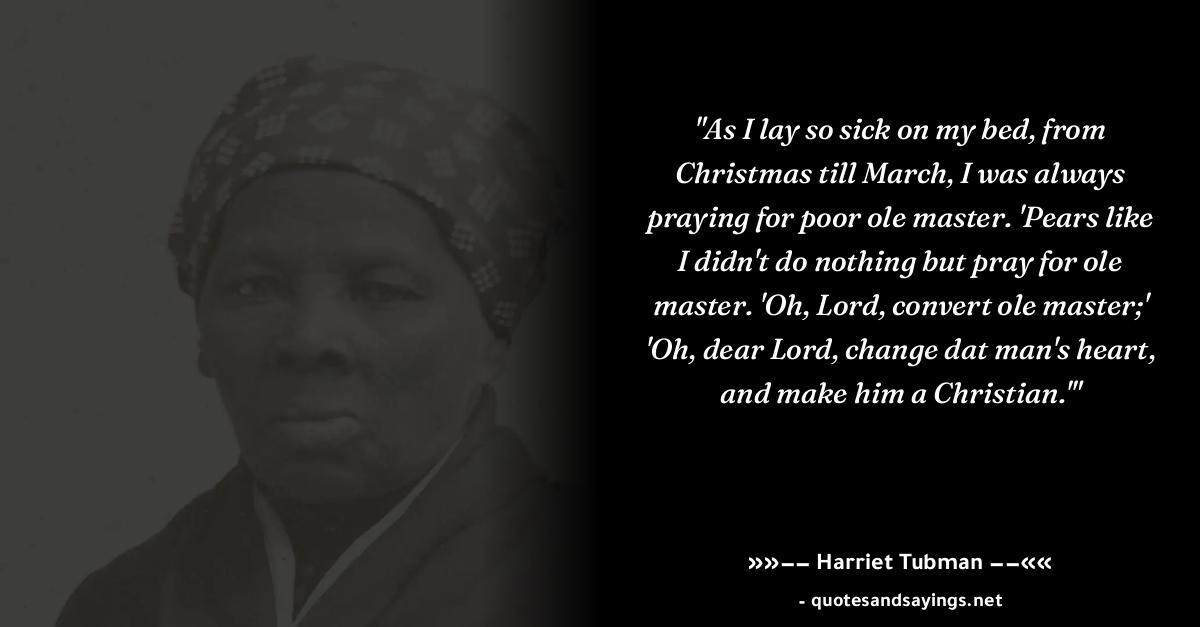 "As I lay so sick on my bed, from
Christmas till March, I was always
praying for poor ole master. 'Pears like
I didn't do nothing but pray for ole
master. 'Oh, Lord, convert ole master;'
'Oh, dear Lord, change dat man's heart,
and make him a Christian.'"
»»−− Harriet Tubman −−««
- quotesandsayings.net